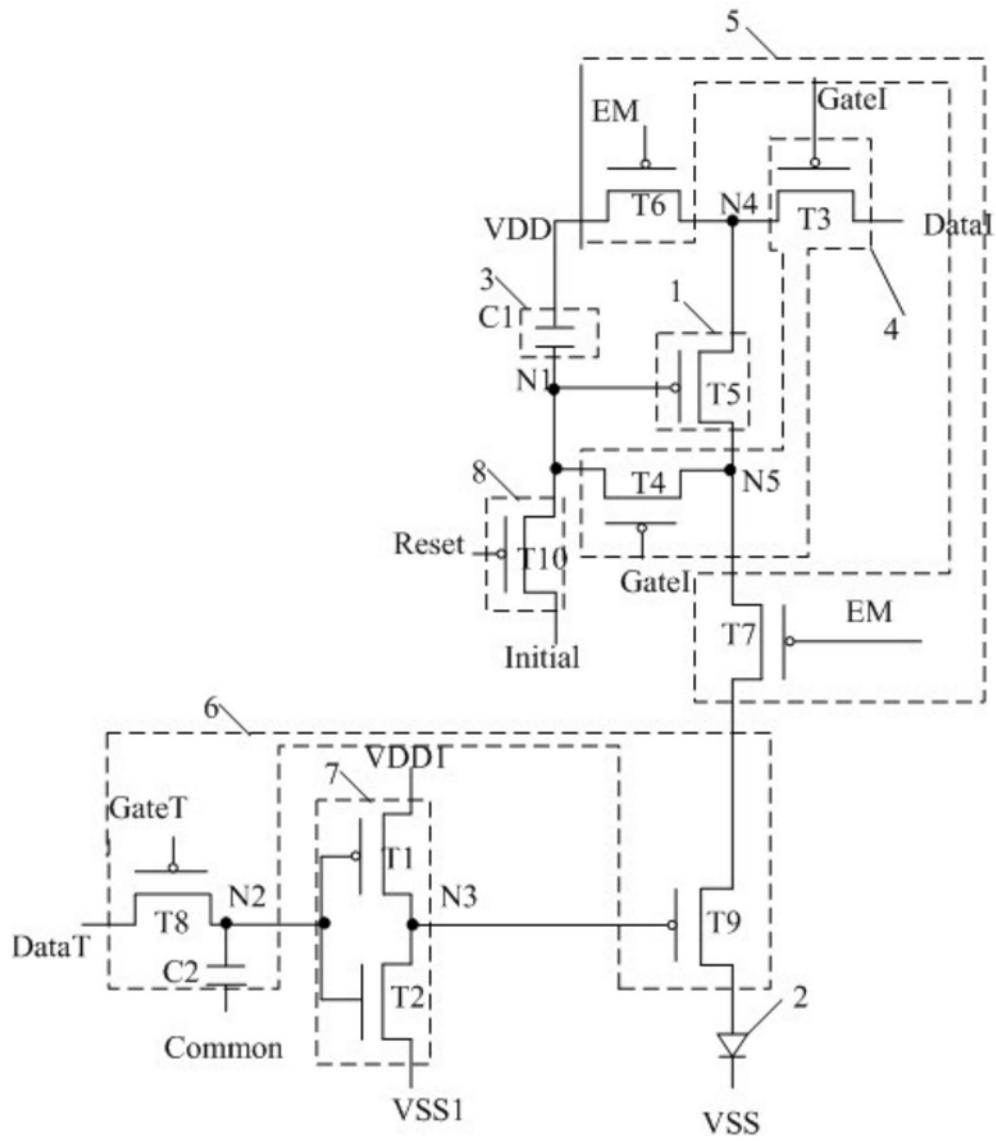 5
EM
GateI
T6
N4
T3
VDD
DataI
3
1
C1
4
N1
T5
8
T4
N5
Reset
T10
GateI
EM
T7
Initial
6
7
VDD1
GateT
T1
N2
N3
T8
T9
DataT
C2
T2
2
Common
VSS1
VSS